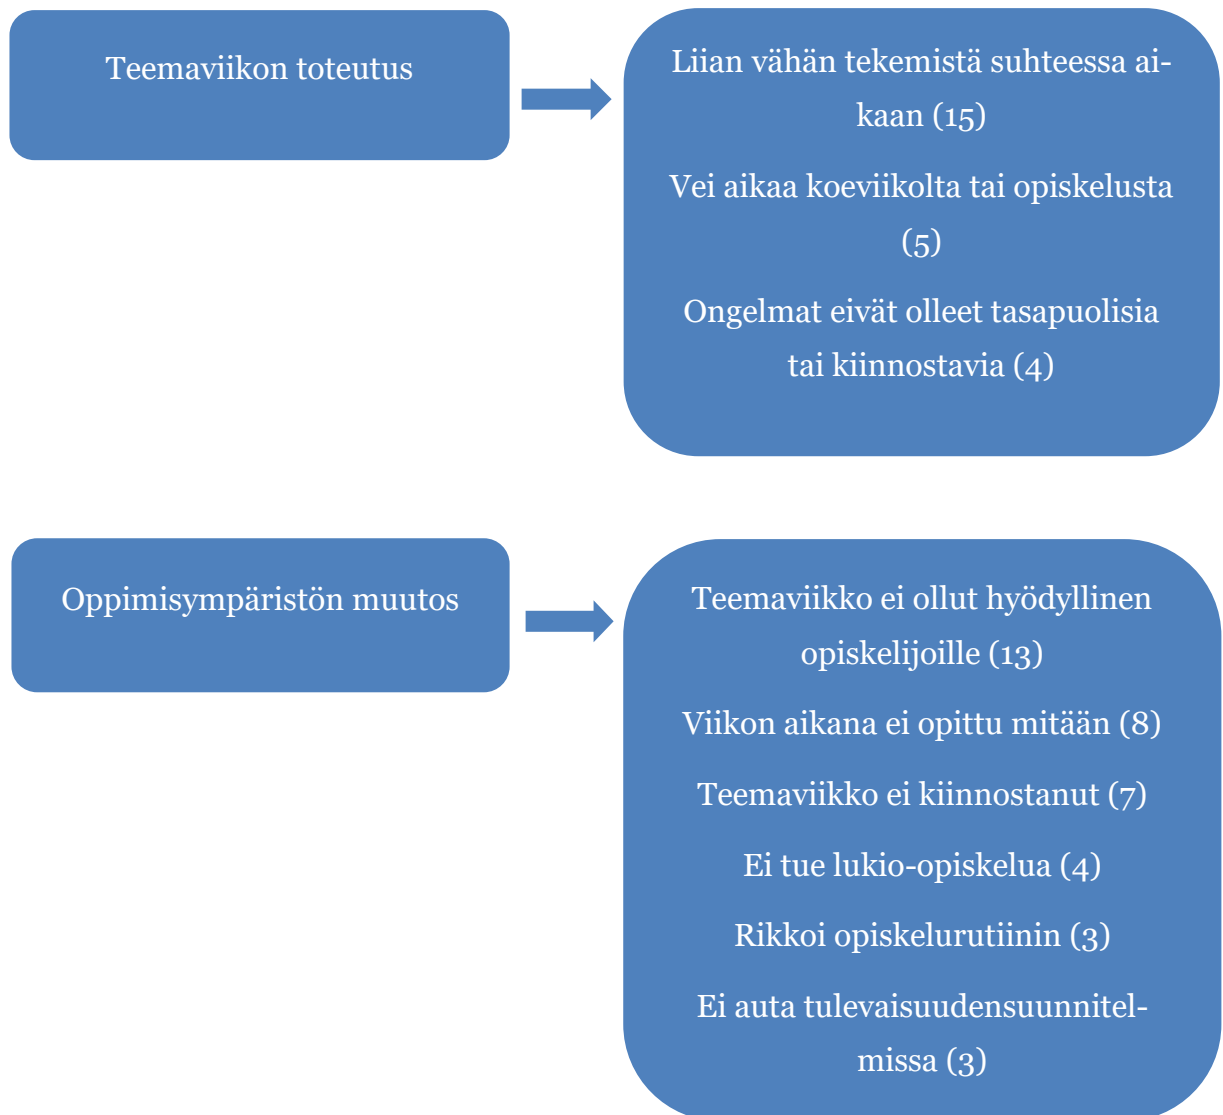 Teemaviikon toteutus
Liian vähän tekemistä suhteessa ai-
kaan (15)
Vei aikaa koeviikolta tai opiskelusta
(5)
Ongelmat eivät olleet tasapuolisia
tai kiinnostavia (4)
Oppimisympäristön muutos
Teemaviikko ei ollut hyödyllinen
opiskelijoille (13)
Viikon aikana ei opittu mitään (8)
Teemaviikko ei kiinnostanut (7)
Ei tue lukio-opiskelua (4)
Rikkoi opiskelurutiinin (3)
Ei auta tulevaisuudensuunnitel-
missa (3)